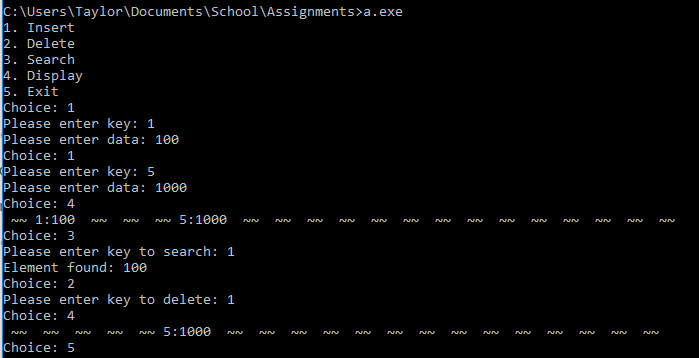 C:\Users\Taylor\Documents\School\Assignments>a.exe
1. Insert
2. Delete
3. Search
4. Display
5. Exit
Choice: 1
Please enter key: 1
Please enter data: 100
Choice: 1
Please enter key: 5
Please enter data: 1000
Choice: 4
 ~~ 1:100  ~~  ~~  ~~ 5:1000  ~~  ~~  ~~  ~~  ~~  ~~  ~~  ~~  ~~  ~~  ~~  ~~  ~~  ~~
Choice: 3
Please enter key to search: 1
Element found: 100
Choice: 2
Please enter key to delete: 1
Choice: 4
 ~~  ~~  ~~  ~~  ~~ 5:1000  ~~  ~~  ~~  ~~  ~~  ~~  ~~  ~~  ~~  ~~  ~~  ~~  ~~  ~~
Choice: 5